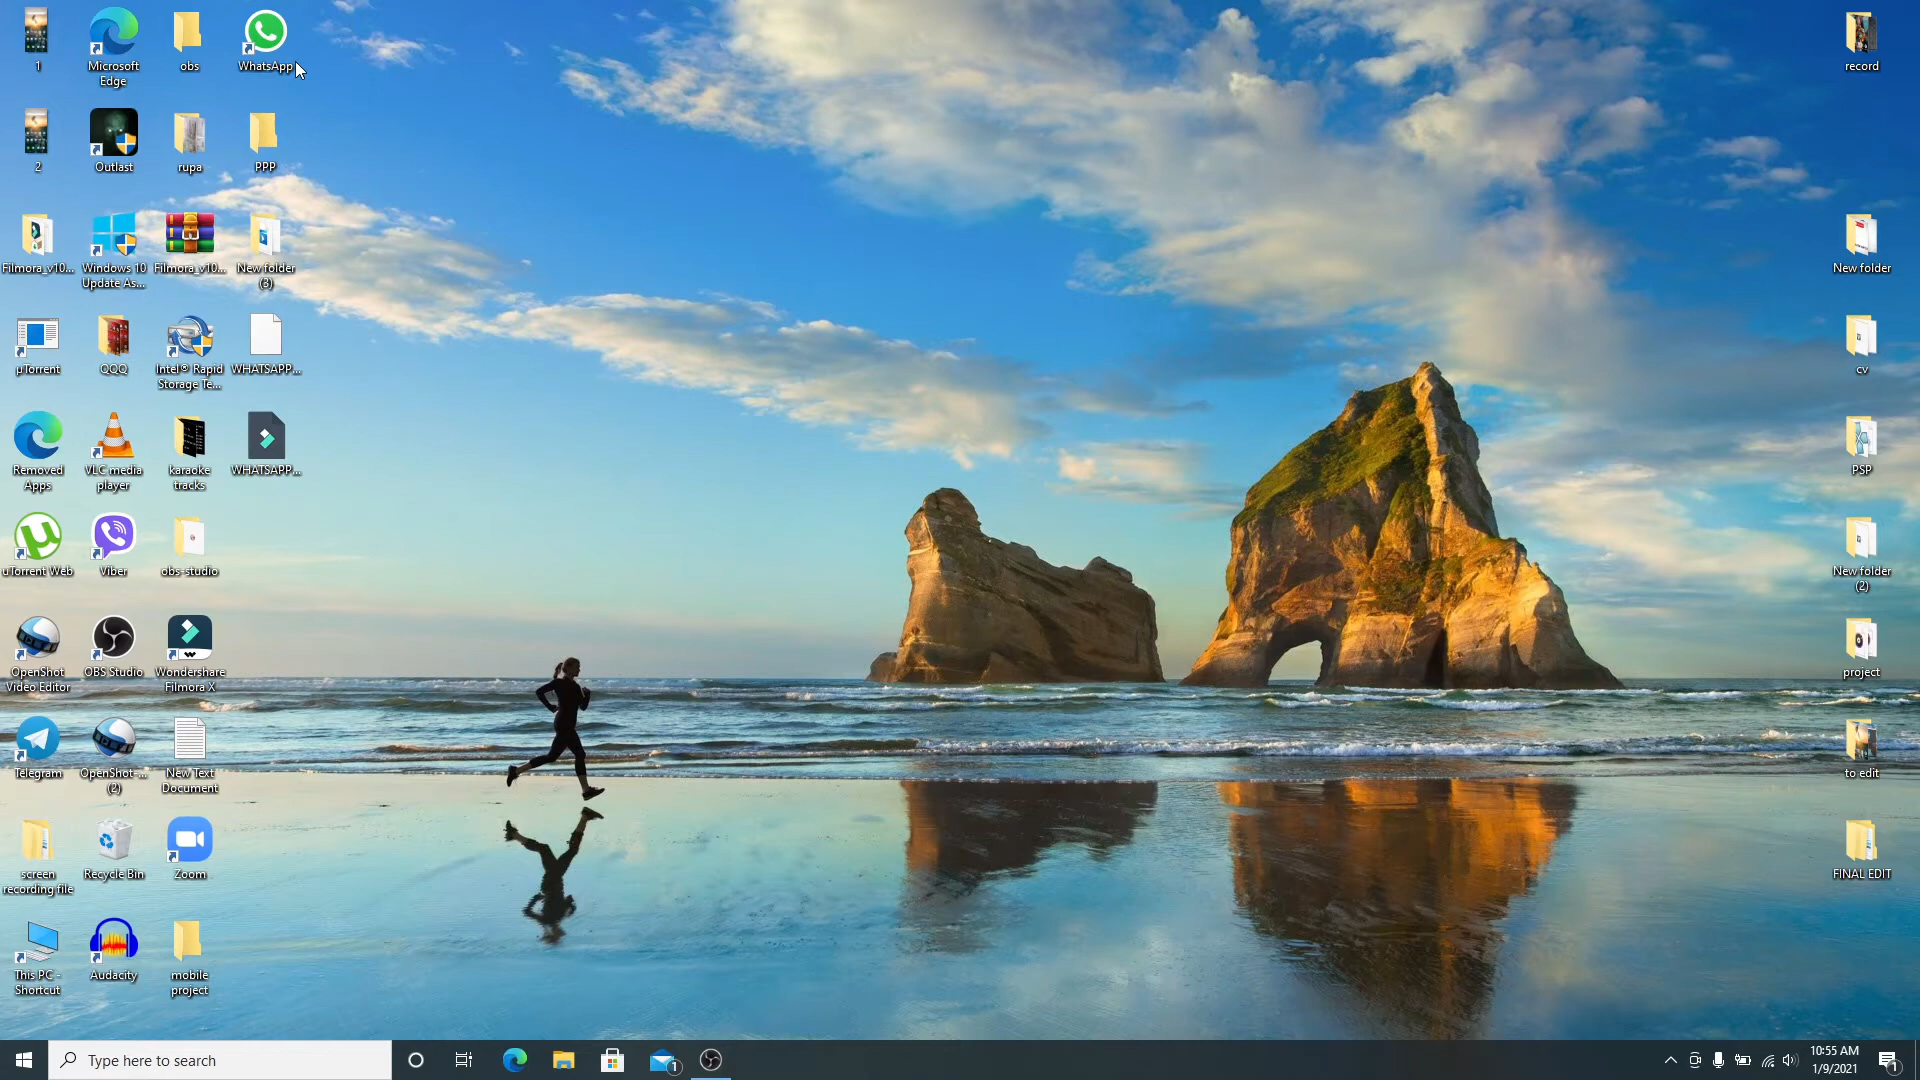 1
Microsoft
Edge
obs
WhatsApp
record
2
Outlast
rupa
PPP
Filmora_v10...
Windows 10
Update As...
Filmora_v10...
New folder
(3)
New folder
µTorrent
QQQ
Intel® Rapid
Storage Te...
WHATSAPP...
cv
Removed
Apps
VLC media
player
karaoke
tracks
WHATSAPP...
PSP
uTorrent Web
Viber
obs-studio
New folder
(2)
OpenShot
Video Editor
OBS Studio
Wondershare
Filmora X
project
Telegram
OpenShot-...
(2)
New Text
Document
to edit
screen
recording file
Recycle Bin
Zoom
FINAL EDIT
This PC -
Shortcut
Audacity
mobile
project
Type here to search
1
10:55 AM
1/9/2021
1